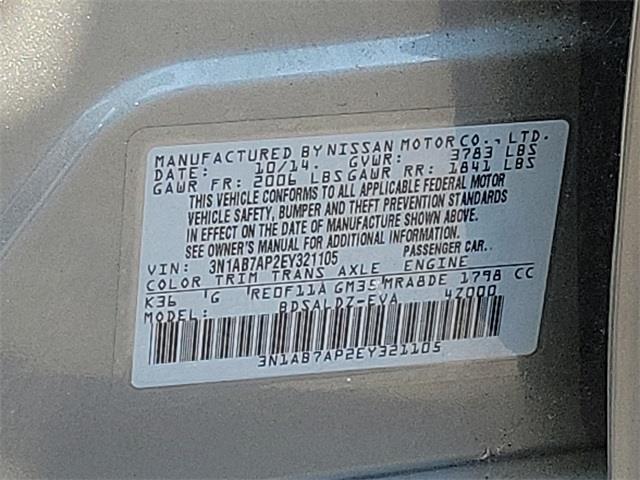 MANUFACTURED BY NISSAN MOTOR CO., LTD.
DATE: 10/14. GVWR: 3783 LBS
GAWR FR: 2006 LBS GAWR RR: 1841 LBS
THIS VEHICLE CONFORMS TO ALL APPLICABLE FEDERAL MOTOR
VEHICLE SAFETY, BUMPER AND THEFT PREVENTION STANDARDS
IN EFFECT ON THE DATE OF MANUFACTURE SHOWN ABOVE.
SEE OWNER'S MANUAL FOR ADDITIONAL INFORMATION.
VIN: 3N1AB7AP2EY321105 PASSENGER CAR..
COLOR TRIM TRANS AXLE ENGINE
K36 G RE0F11A GM35 MRA8DE 1798 CC
MODEL: BDSALDZ-EVA 4Z000
3N1AB7AP2EY321105